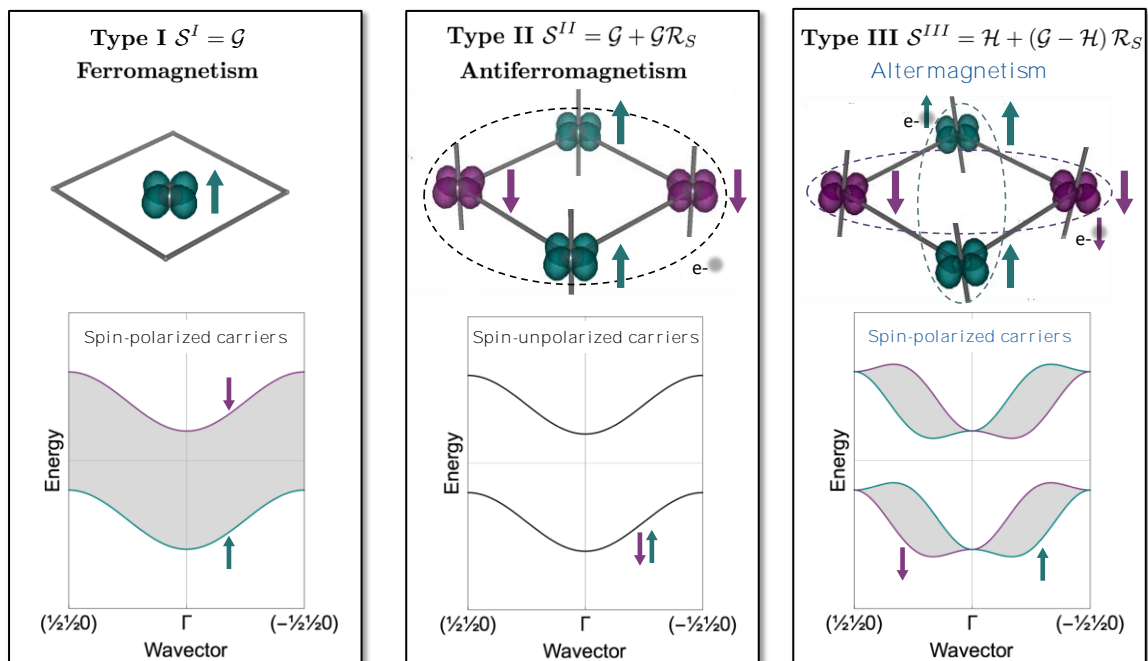 Type I 𝒮^I = 𝒢
Ferromagnetism
Spin-polarized carriers
Energy
(½½0)
Γ
(-½½0)
Wavector
Type II 𝒮^{II} = 𝒢 + 𝒢ℛ_S
Antiferromagnetism
e-
Spin-unpolarized carriers
Energy
(½½0)
Γ
(-½½0)
Wavector
Type III 𝒮^{III} = ℋ + (𝒢 − ℋ) ℛ_S
Altermagnetism
e-
e-
Spin-polarized carriers
Energy
(½½0)
Γ
(-½½0)
Wavector